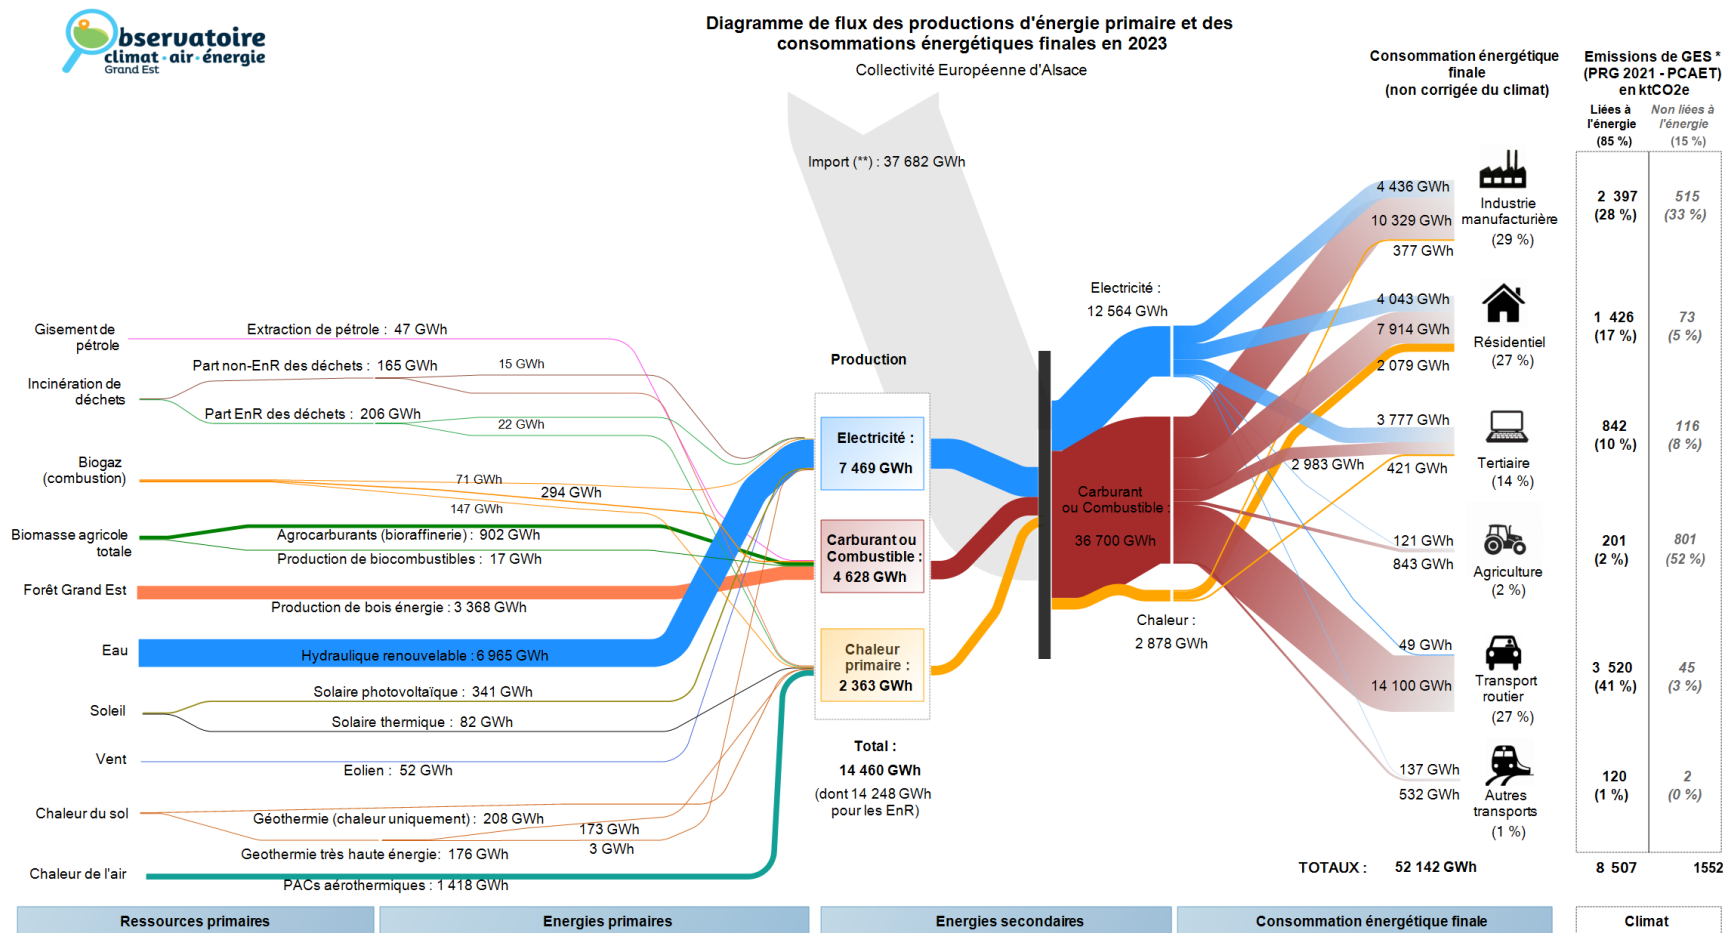 bservatoire
climat · air · énergie
Grand Est
Diagramme de flux des productions d'énergie primaire et des
consommations énergétiques finales en 2023
Collectivité Européenne d'Alsace
Consommation énergétique
finale
(non corrigée du climat)
Emissions de GES *
(PRG 2021 - PCAET)
en ktCO2e
Liées à
l'énergie
(85 %)
Non liées à
l'énergie
(15 %)
Import (**) : 37 682 GWh
Gisement de
pétrole
Extraction de pétrole : 47 GWh
Incinération de
déchets
Part non-EnR des déchets : 165 GWh
15 GWh
Part EnR des déchets : 206 GWh
22 GWh
Biogaz
(combustion)
71 GWh
294 GWh
147 GWh
Biomasse agricole
totale
Agrocarburants (bioraffinerie) : 902 GWh
Production de biocombustibles : 17 GWh
Forêt Grand Est
Production de bois énergie : 3 368 GWh
Eau
Hydraulique renouvelable : 6 965 GWh
Soleil
Solaire photovoltaïque : 341 GWh
Solaire thermique : 82 GWh
Vent
Eolien : 52 GWh
Chaleur du sol
Géothermie (chaleur uniquement) : 208 GWh
173 GWh
3 GWh
Geothermie très haute énergie: 176 GWh
Chaleur de l'air
PACs aérothermiques : 1 418 GWh
Production
Electricité :
7 469 GWh
Carburant ou
Combustible :
4 628 GWh
Chaleur
primaire :
2 363 GWh
Total :
14 460 GWh
(dont 14 248 GWh
pour les EnR)
Electricité :
12 564 GWh
Carburant
ou Combustible :
36 700 GWh
Chaleur :
2 878 GWh
4 436 GWh
10 329 GWh
377 GWh
Industrie
manufacturière
(29 %)
2 397
(28 %)
515
(33 %)
4 043 GWh
7 914 GWh
2 079 GWh
Résidentiel
(27 %)
1 426
(17 %)
73
(5 %)
3 777 GWh
2 983 GWh
421 GWh
Tertiaire
(14 %)
842
(10 %)
116
(8 %)
121 GWh
843 GWh
Agriculture
(2 %)
201
(2 %)
801
(52 %)
49 GWh
14 100 GWh
Transport
routier
(27 %)
3 520
(41 %)
45
(3 %)
137 GWh
532 GWh
Autres
transports
(1 %)
120
(1 %)
2
(0 %)
TOTAUX : 52 142 GWh
8 507
1552
Ressources primaires
Energies primaires
Energies secondaires
Consommation énergétique finale
Climat